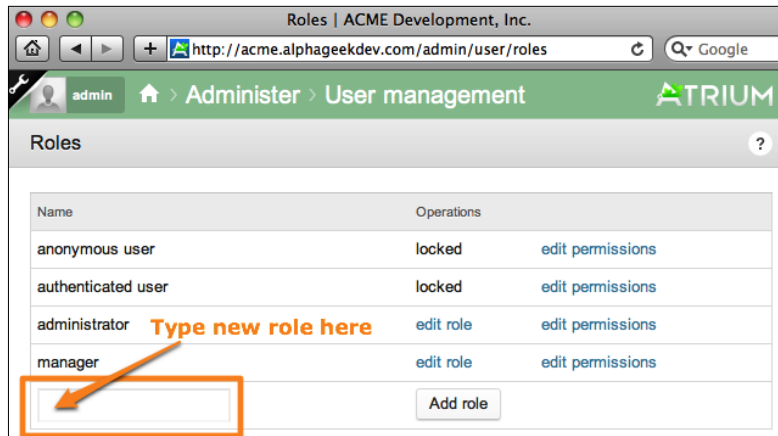 Roles | ACME Development, Inc.
http://acme.alphageekdev.com/admin/user/roles
Google
admin > Administer > User management ATRIUM
Roles ?
Name Operations
anonymous user locked edit permissions
authenticated user locked edit permissions
administrator Type new role here edit role edit permissions
manager edit role edit permissions
Add role